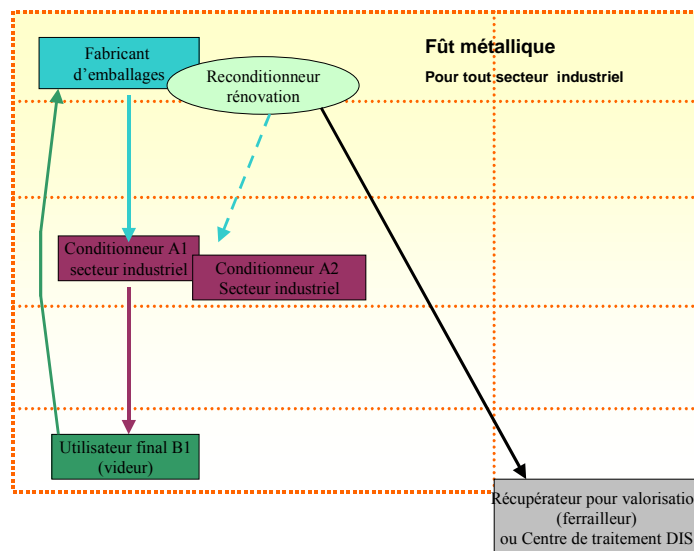 Fabricant
d'emballages
Fût métallique
Pour tout secteur industriel
Reconditionneur
rénovation
Conditionneur A1
secteur industriel
Conditionneur A2
Secteur industriel
Utilisateur final B1
(videur)
Récupérateur pour valorisation
(ferrailleur)
ou Centre de traitement DIS